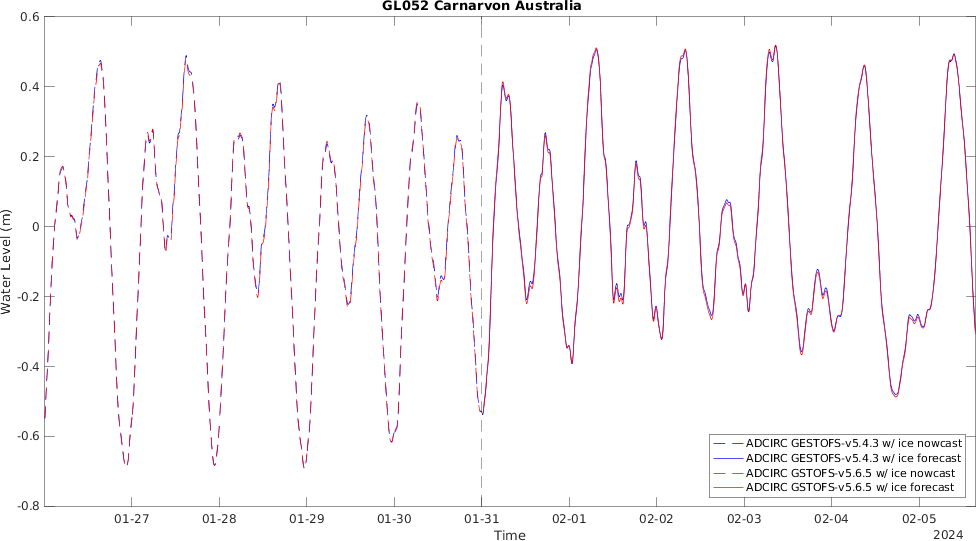 GL052 Carnarvon Australia
0.6
0.4
0.2
0
-0.2
-0.4
-0.6
-0.8
Water Level (m)
ADCIRC GESTOFS-v5.4.3 w/ ice nowcast
ADCIRC GESTOFS-v5.4.3 w/ ice forecast
ADCIRC GSTOFS-v5.6.5 w/ ice nowcast
ADCIRC GSTOFS-v5.6.5 w/ ice forecast
01-27 01-28 01-29 01-30 01-31 02-01 02-02 02-03 02-04 02-05
Time
2024